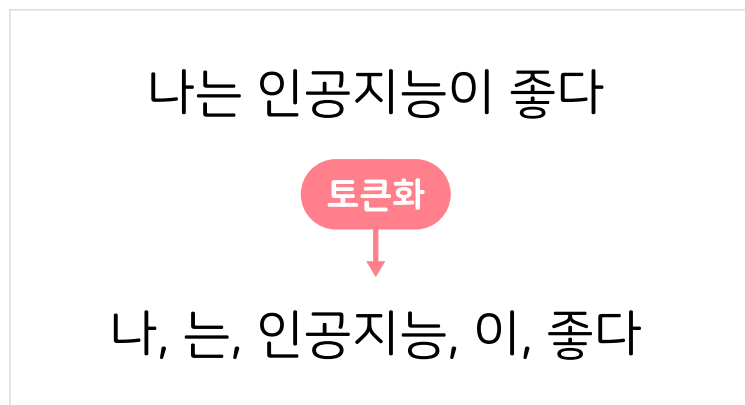 나는 인공지능이 좋다
토큰화
나, 는, 인공지능, 이, 좋다